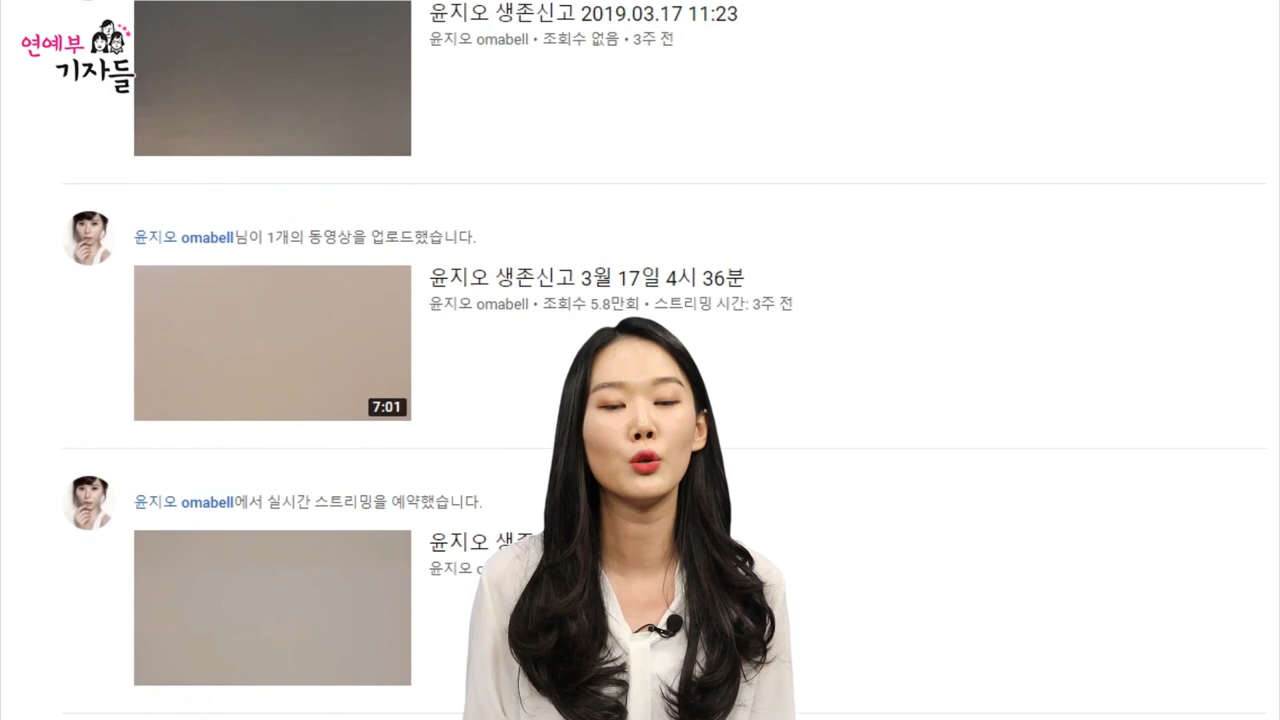 연예부
기자들
윤지오 생존신고 2019.03.17 11:23
윤지오 omabell • 조회수 없음 • 3주 전
윤지오 omabell님이 1개의 동영상을 업로드했습니다.
7:01
윤지오 생존신고 3월 17일 4시 36분
윤지오 omabell • 조회수 5.8만회 • 스트리밍 시간: 3주 전
윤지오 omabell에서 실시간 스트리밍을 예약했습니다.
윤지오
윤지오